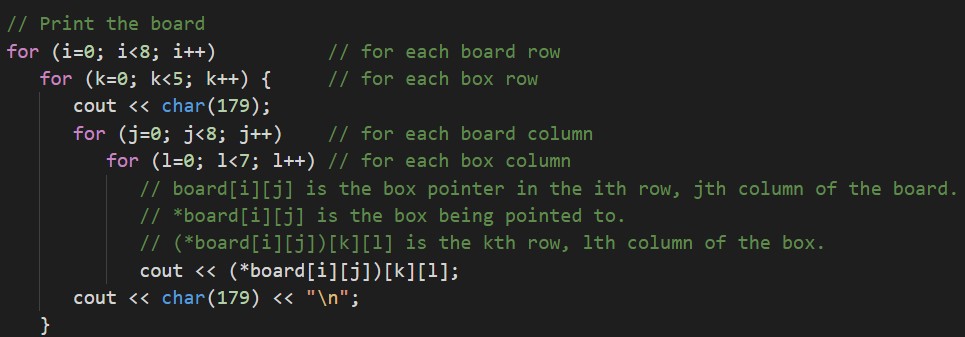 // Print the board
for (i=0; i<8; i++)           // for each board row
   for (k=0; k<5; k++) {      // for each box row
      cout << char(179);
      for (j=0; j<8; j++)    // for each board column
         for (l=0; l<7; l++) // for each box column
            // board[i][j] is the box pointer in the ith row, jth column of the board.
            // *board[i][j] is the box being pointed to.
            // (*board[i][j])[k][l] is the kth row, lth column of the box.
            cout << (*board[i][j])[k][l];
      cout << char(179) << "\n";
   }